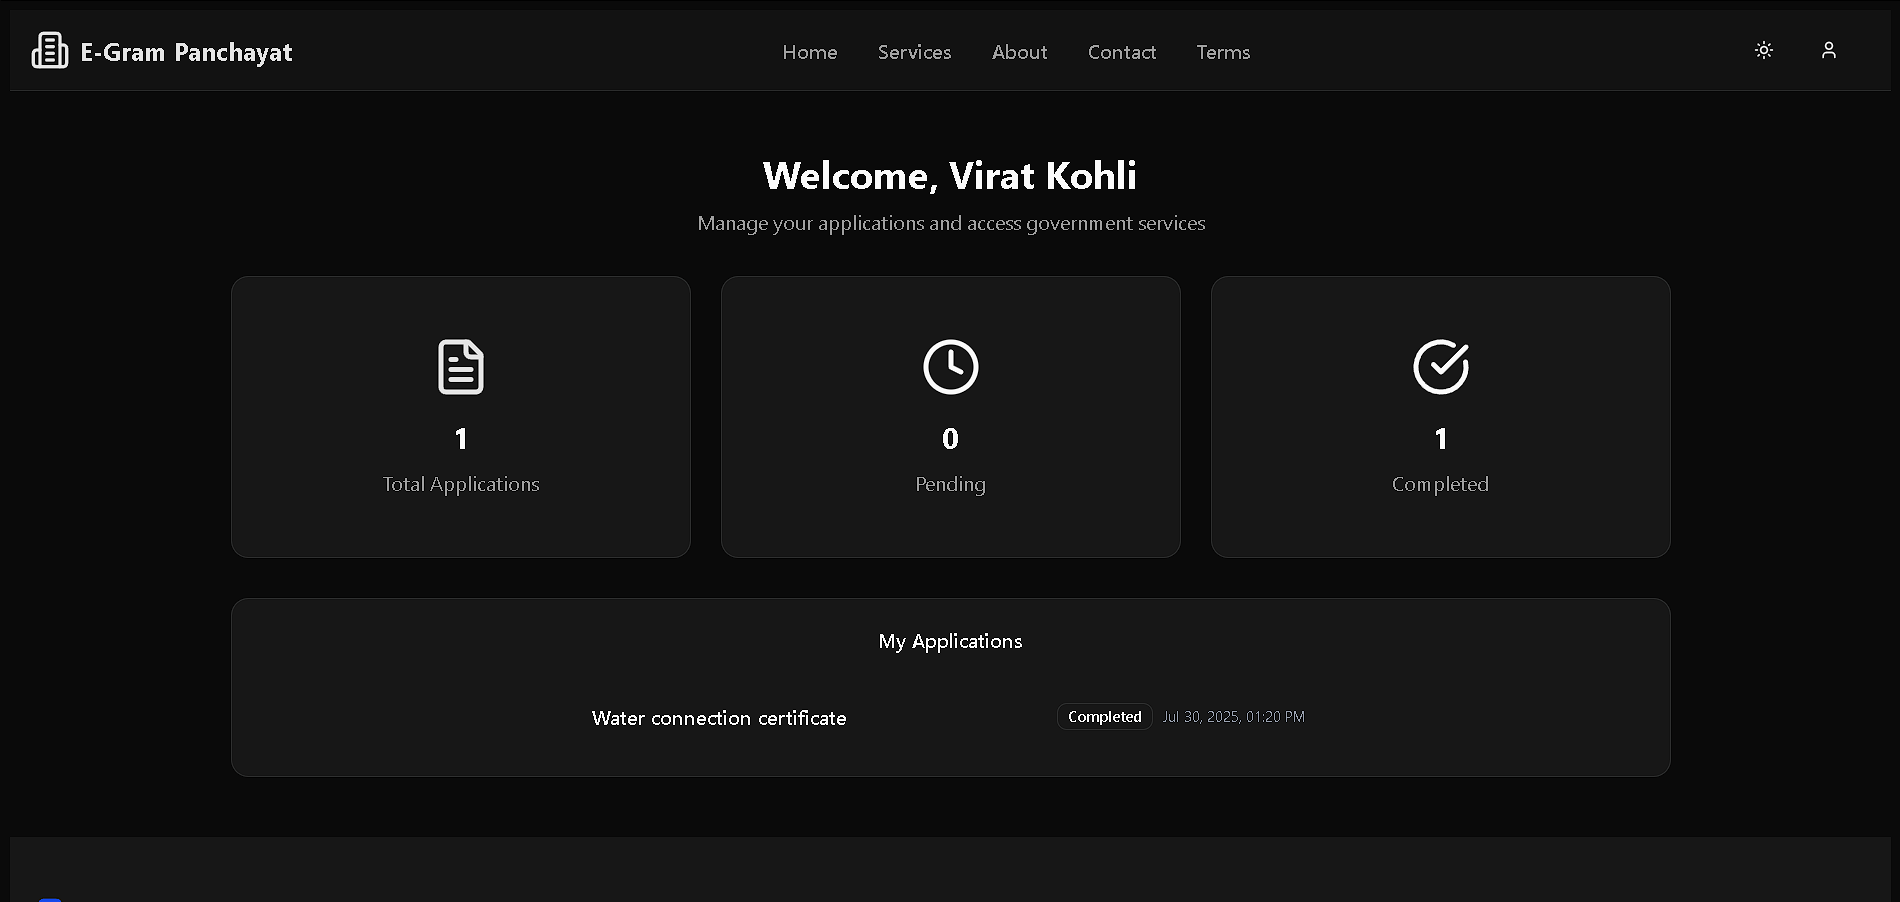 E-Gram Panchayat
Home Services About Contact Terms
Welcome, Virat Kohli
Manage your applications and access government services
1
Total Applications
0
Pending
1
Completed
My Applications
Water connection certificate Completed Jul 30, 2025, 01:20 PM